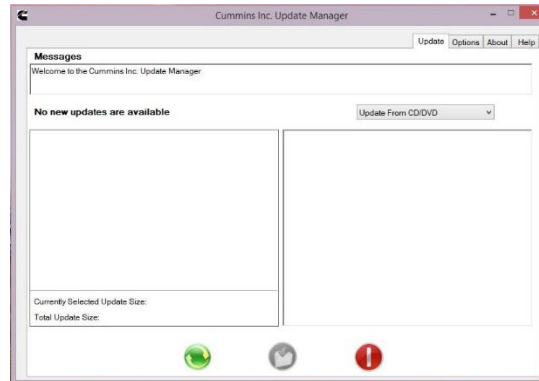 Cummins Inc. Update Manager
Update Options About Help
Messages
Welcome to the Cummins Inc. Update Manager
No new updates are available
Update From CD/DVD
Currently Selected Update Size:
Total Update Size: